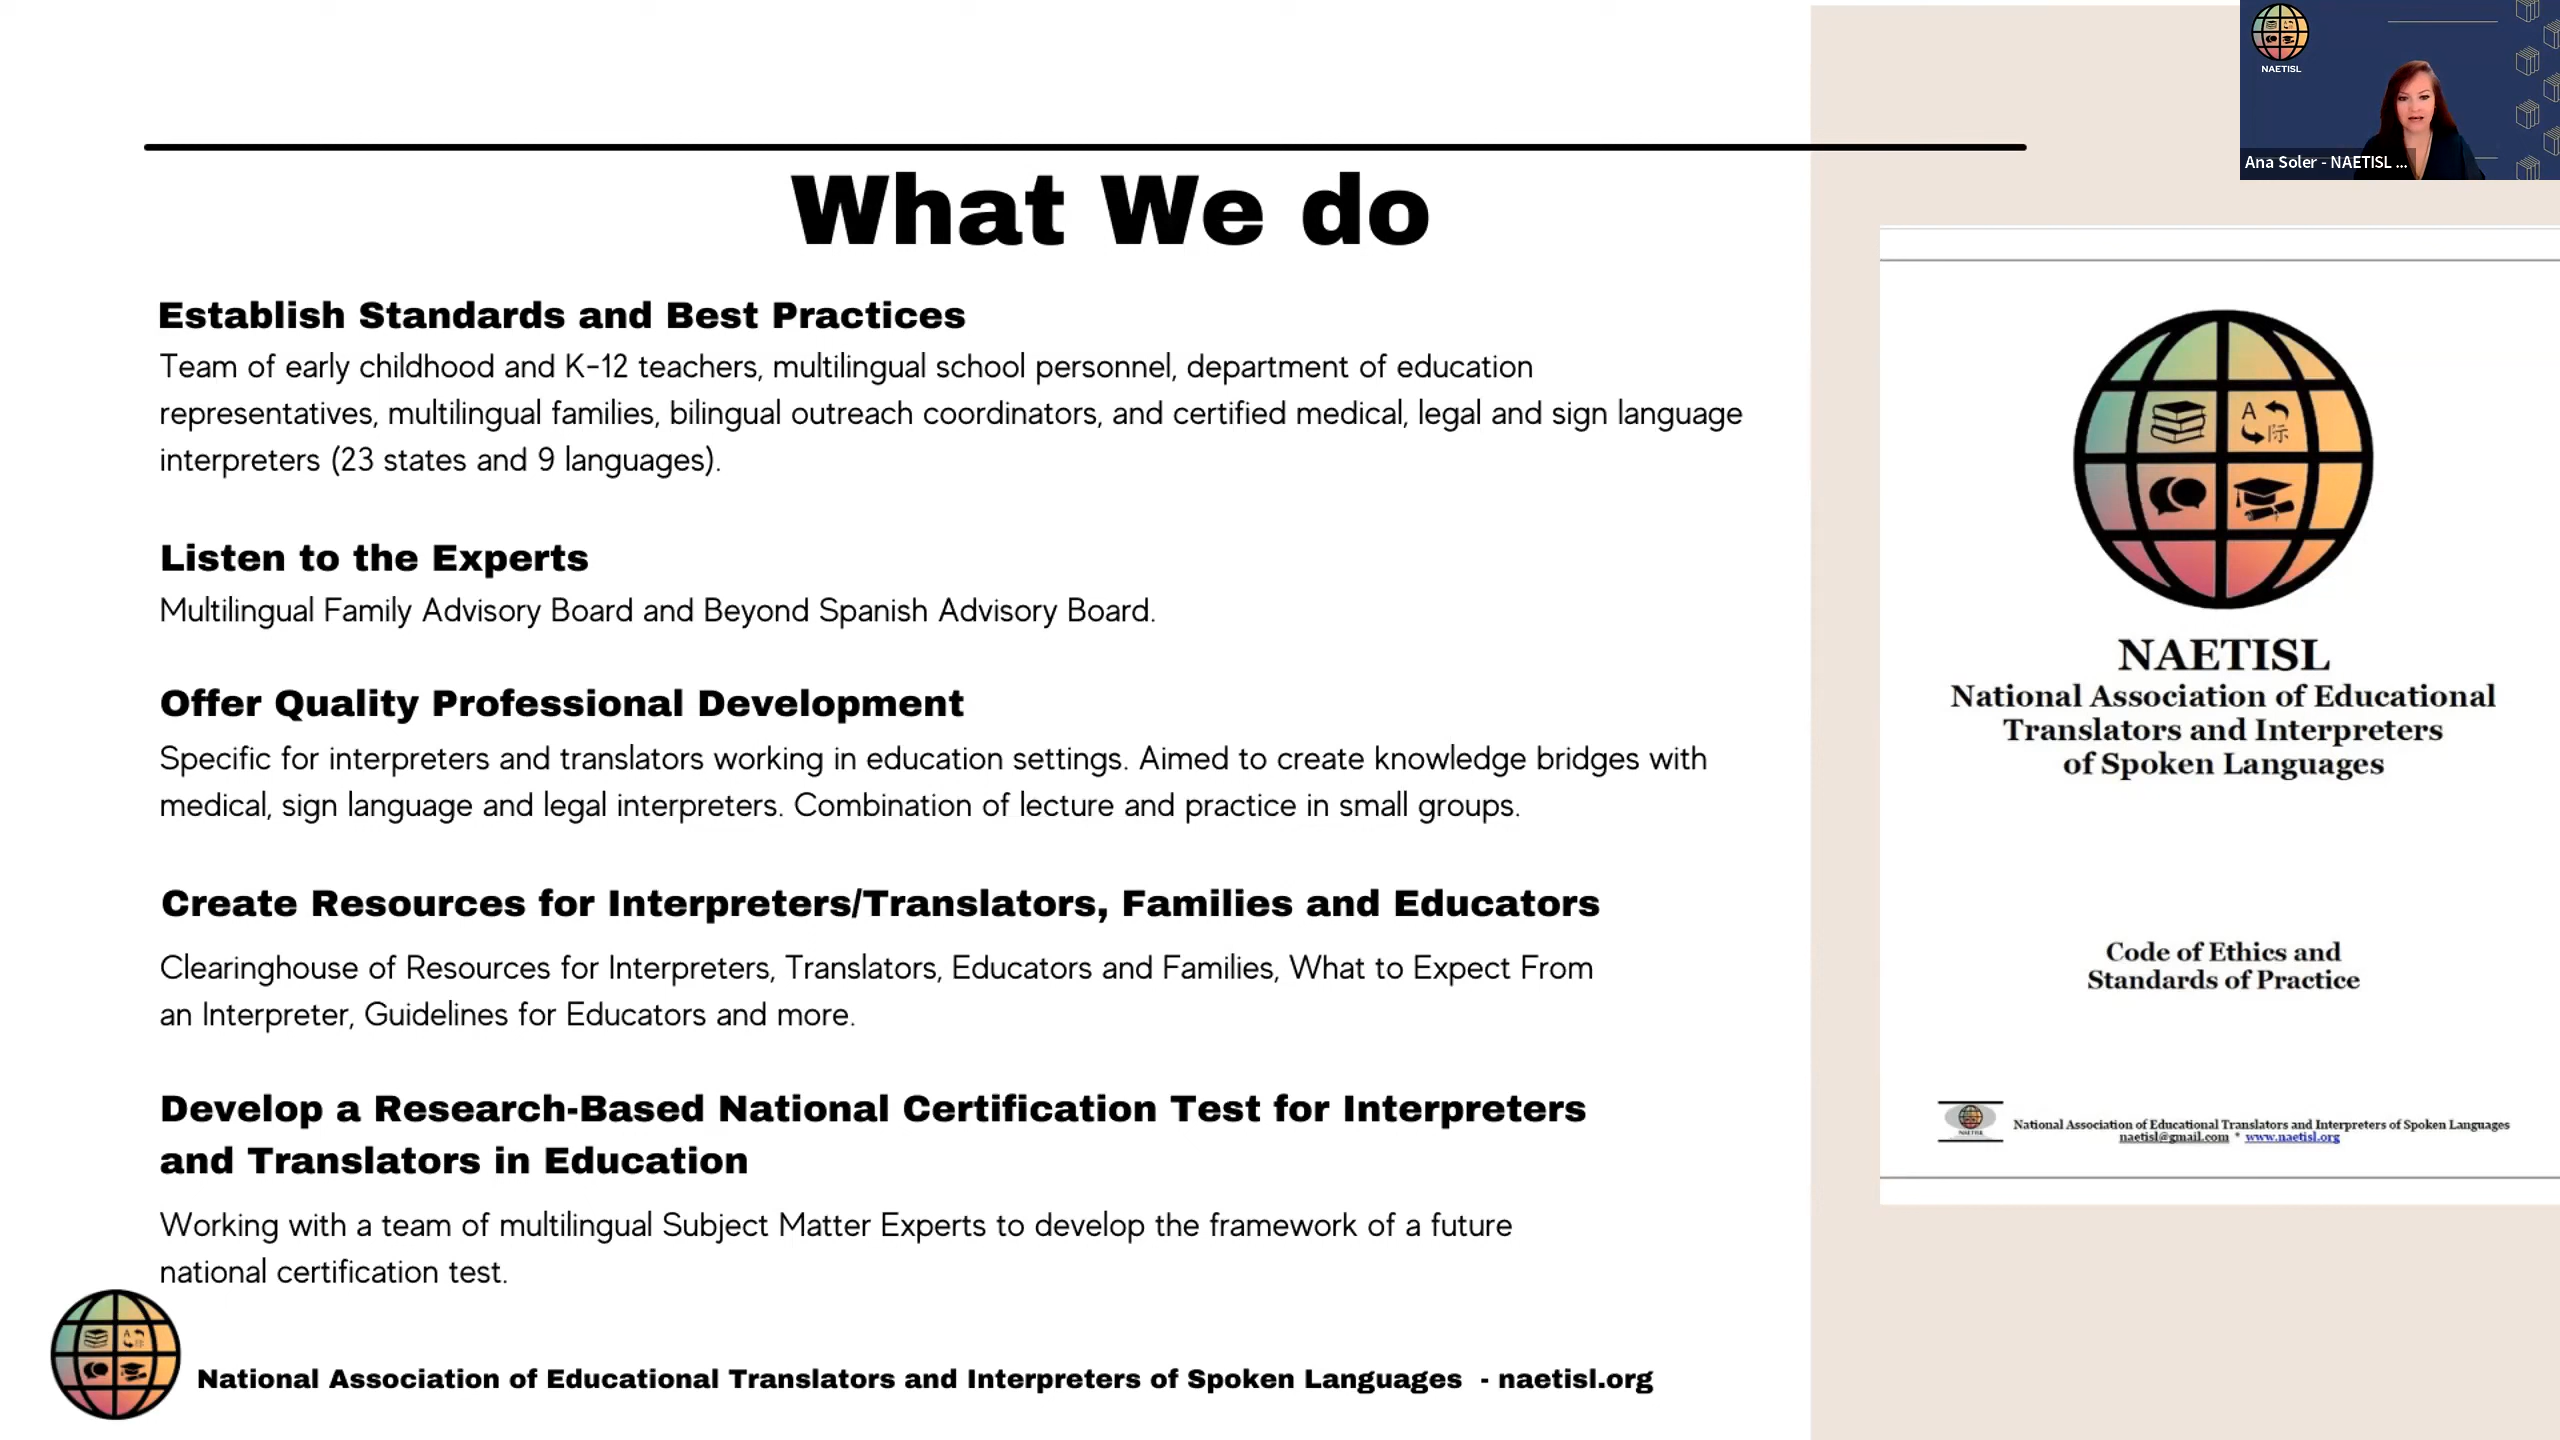 What We do
Establish Standards and Best Practices
Team of early childhood and K-12 teachers, multilingual school personnel, department of education
representatives, multilingual families, bilingual outreach coordinators, and certified medical, legal and sign language
interpreters (23 states and 9 languages).
Listen to the Experts
Multilingual Family Advisory Board and Beyond Spanish Advisory Board.
Offer Quality Professional Development
Specific for interpreters and translators working in education settings. Aimed to create knowledge bridges with
medical, sign language and legal interpreters. Combination of lecture and practice in small groups.
Create Resources for Interpreters/Translators, Families and Educators
Clearinghouse of Resources for Interpreters, Translators, Educators and Families, What to Expect From
an Interpreter, Guidelines for Educators and more.
Develop a Research-Based National Certification Test for Interpreters
and Translators in Education
Working with a team of multilingual Subject Matter Experts to develop the framework of a future
national certification test.
National Association of Educational Translators and Interpreters of Spoken Languages - naetisl.org
NAETISL
Ana Soler - NAETISL ...
A
际
NAETISL
National Association of Educational
Translators and Interpreters
of Spoken Languages
Code of Ethics and
Standards of Practice
NAETISL
National Association of Educational Translators and Interpreters of Spoken Languages
naetisl@gmail.com * www.naetisl.org